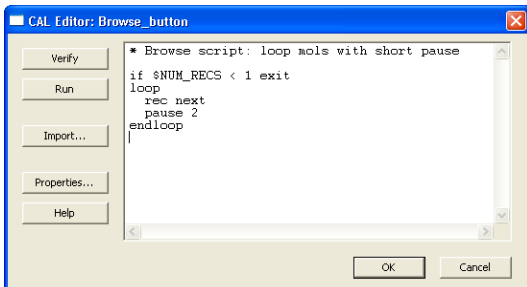 CAL Editor: Browse_button
Verify
Run
Import...
Properties...
Help
* Browse script: loop mols with short pause
if $NUM_RECS < 1 exit
loop
rec next
pause 2
endloop
OK
Cancel